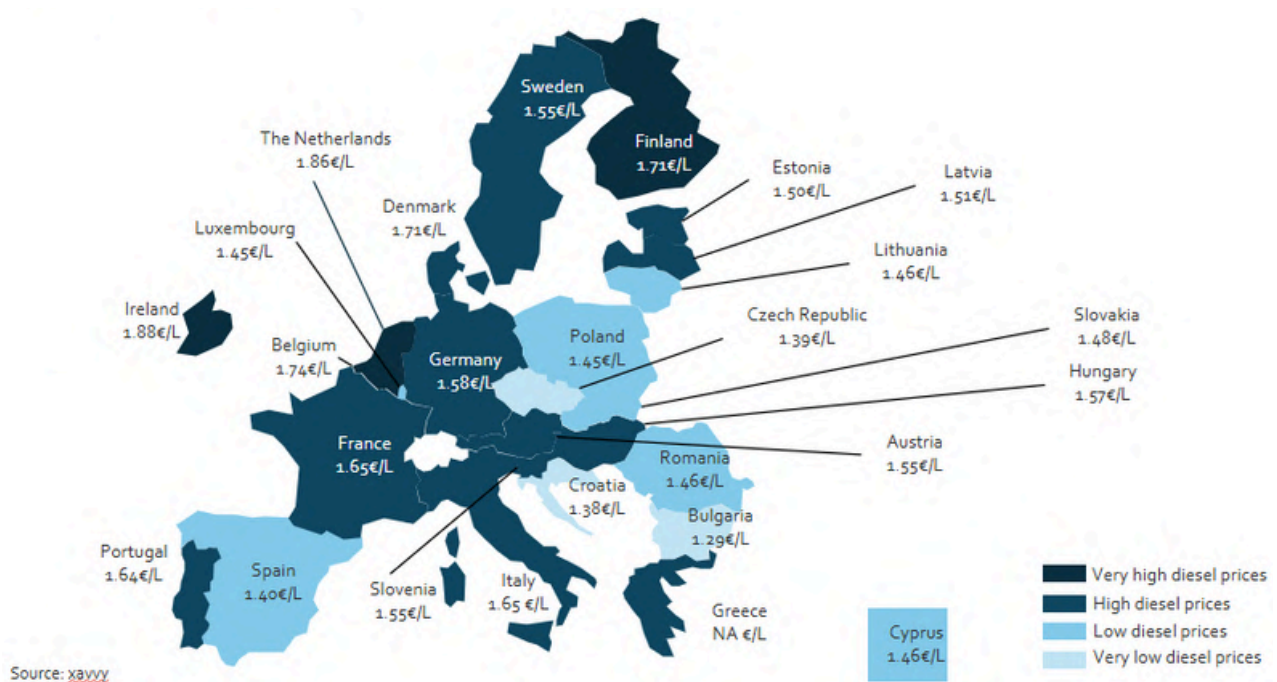 Sweden
1.55€/L
Finland
1.71€/L
The Netherlands
1.86€/L
Estonia
1.50€/L
Latvia
1.51€/L
Denmark
1.71€/L
Luxembourg
1.45€/L
Lithuania
1.46€/L
Ireland
1.88€/L
Czech Republic
1.39€/L
Slovakia
1.48€/L
Belgium
1.74€/L
Germany
1.58€/L
Poland
1.45€/L
Hungary
1.57€/L
France
1.65€/L
Austria
1.55€/L
Romania
1.46€/L
Croatia
1.38€/L
Bulgaria
1.29€/L
Portugal
1.64€/L
Spain
1.40€/L
Slovenia
1.55€/L
Italy
1.65 €/L
Greece
NA €/L
Cyprus
1.46€/L
Very high diesel prices
High diesel prices
Low diesel prices
Very low diesel prices
Source: xavvy